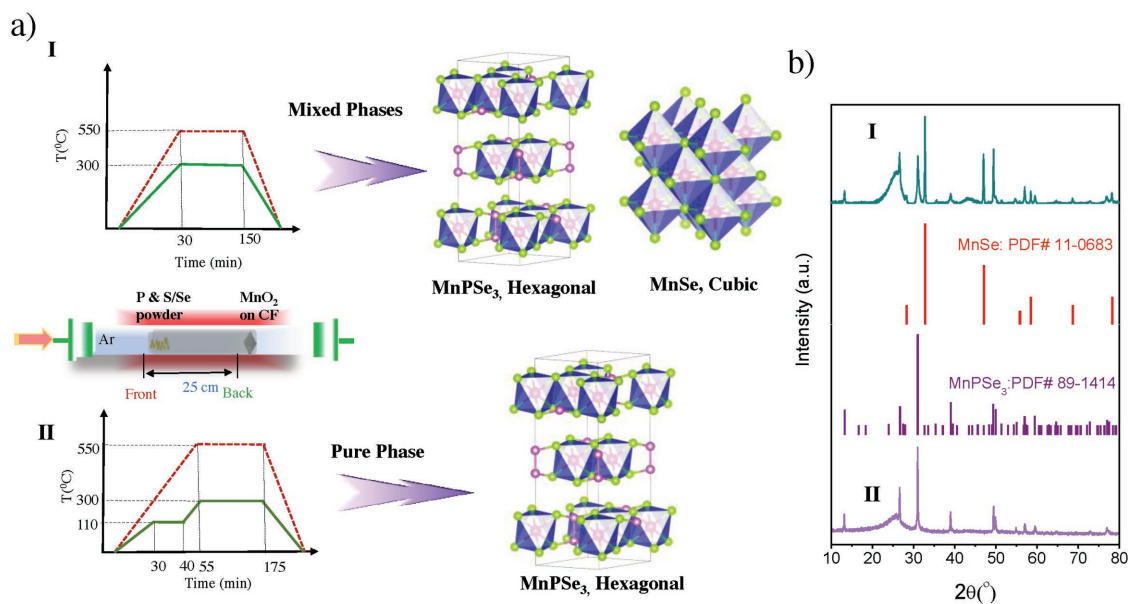 a)
I
T(⁰C)
550
300
30
150
Time (min)
Mixed Phases
MnPSe₃, Hexagonal
MnSe, Cubic
P & S/Se
powder
MnO₂
on CF
Ar
Front
25 cm
Back
II
T(⁰C)
550
300
110
30
40
55
175
Time (min)
Pure Phase
MnPSe₃, Hexagonal
b)
Intensity (a.u.)
I
MnSe: PDF# 11-0683
MnPSe₃:PDF# 89-1414
II
10 20 30 40 50 60 70 80
2θ(°)